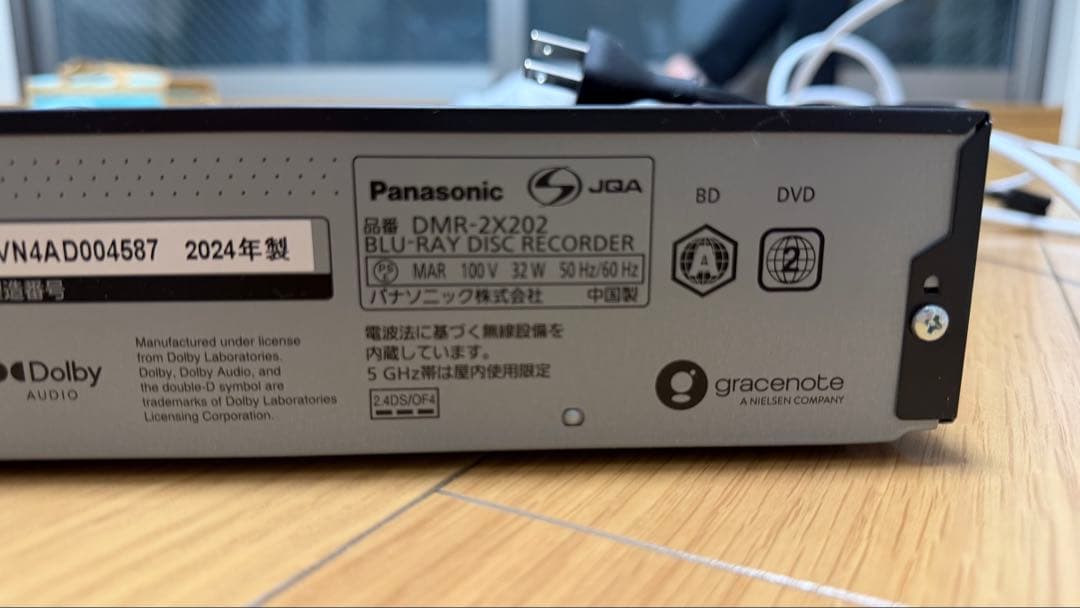 VN4AD004587 2024年製
造番号
Dolby
AUDIO
Manufactured under license
from Dolby Laboratories.
Dolby, Dolby Audio, and
the double-D symbol are
trademarks of Dolby Laboratories
Licensing Corporation.
Panasonic JQA
品番 DMR-2X202
BLU-RAY DISC RECORDER
PS MAR 100 V 32 W 50 Hz/60 Hz
パナソニック株式会社 中国製
電波法に基づく無線設備を
内蔵しています。
5 GHz帯は屋内使用限定
2.4DS/OF4
BD DVD
A 2
gracenote
A NIELSEN COMPANY